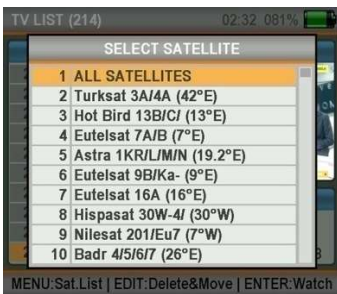 TV LIST (214) 02:32 081%
SELECT SATELLITE
1 ALL SATELLITES
2 Turksat 3A/4A (42°E)
3 Hot Bird 13B/C/ (13°E)
4 Eutelsat 7A/B (7°E)
5 Astra 1KR/L/M/N (19.2°E)
6 Eutelsat 9B/Ka- (9°E)
7 Eutelsat 16A (16°E)
8 Hispasat 30W-4/ (30°W)
9 Nilesat 201/Eu7 (7°W)
10 Badr 4/5/6/7 (26°E)
MENU:Sat.List | EDIT:Delete&Move | ENTER:Watch